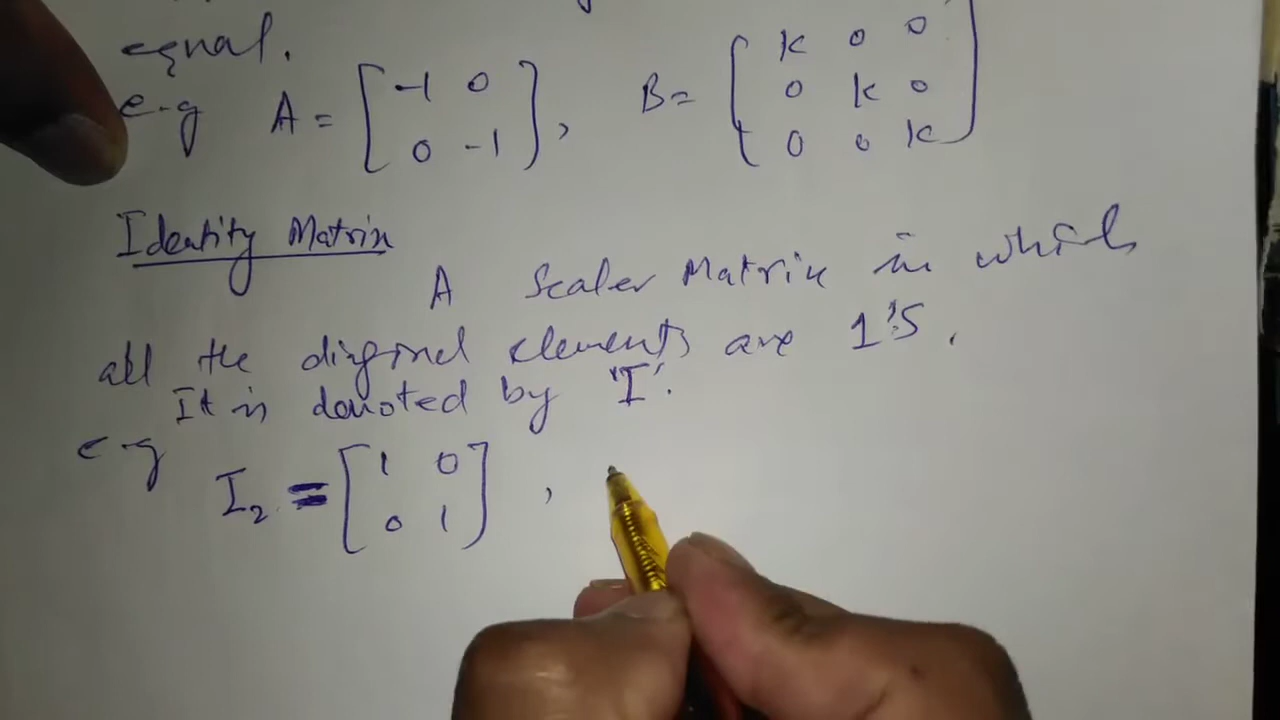 equal.
e-g A = [ -1 0 0 -1 ], B = [ k 0 0 0 k 0 0 0 k ]
Identity Matrix
A Scaler Matrix in which
all the diagonal elements are 1's.
It is denoted by 'I'.
e-g
I2 = [ 1 0 0 1 ] ,